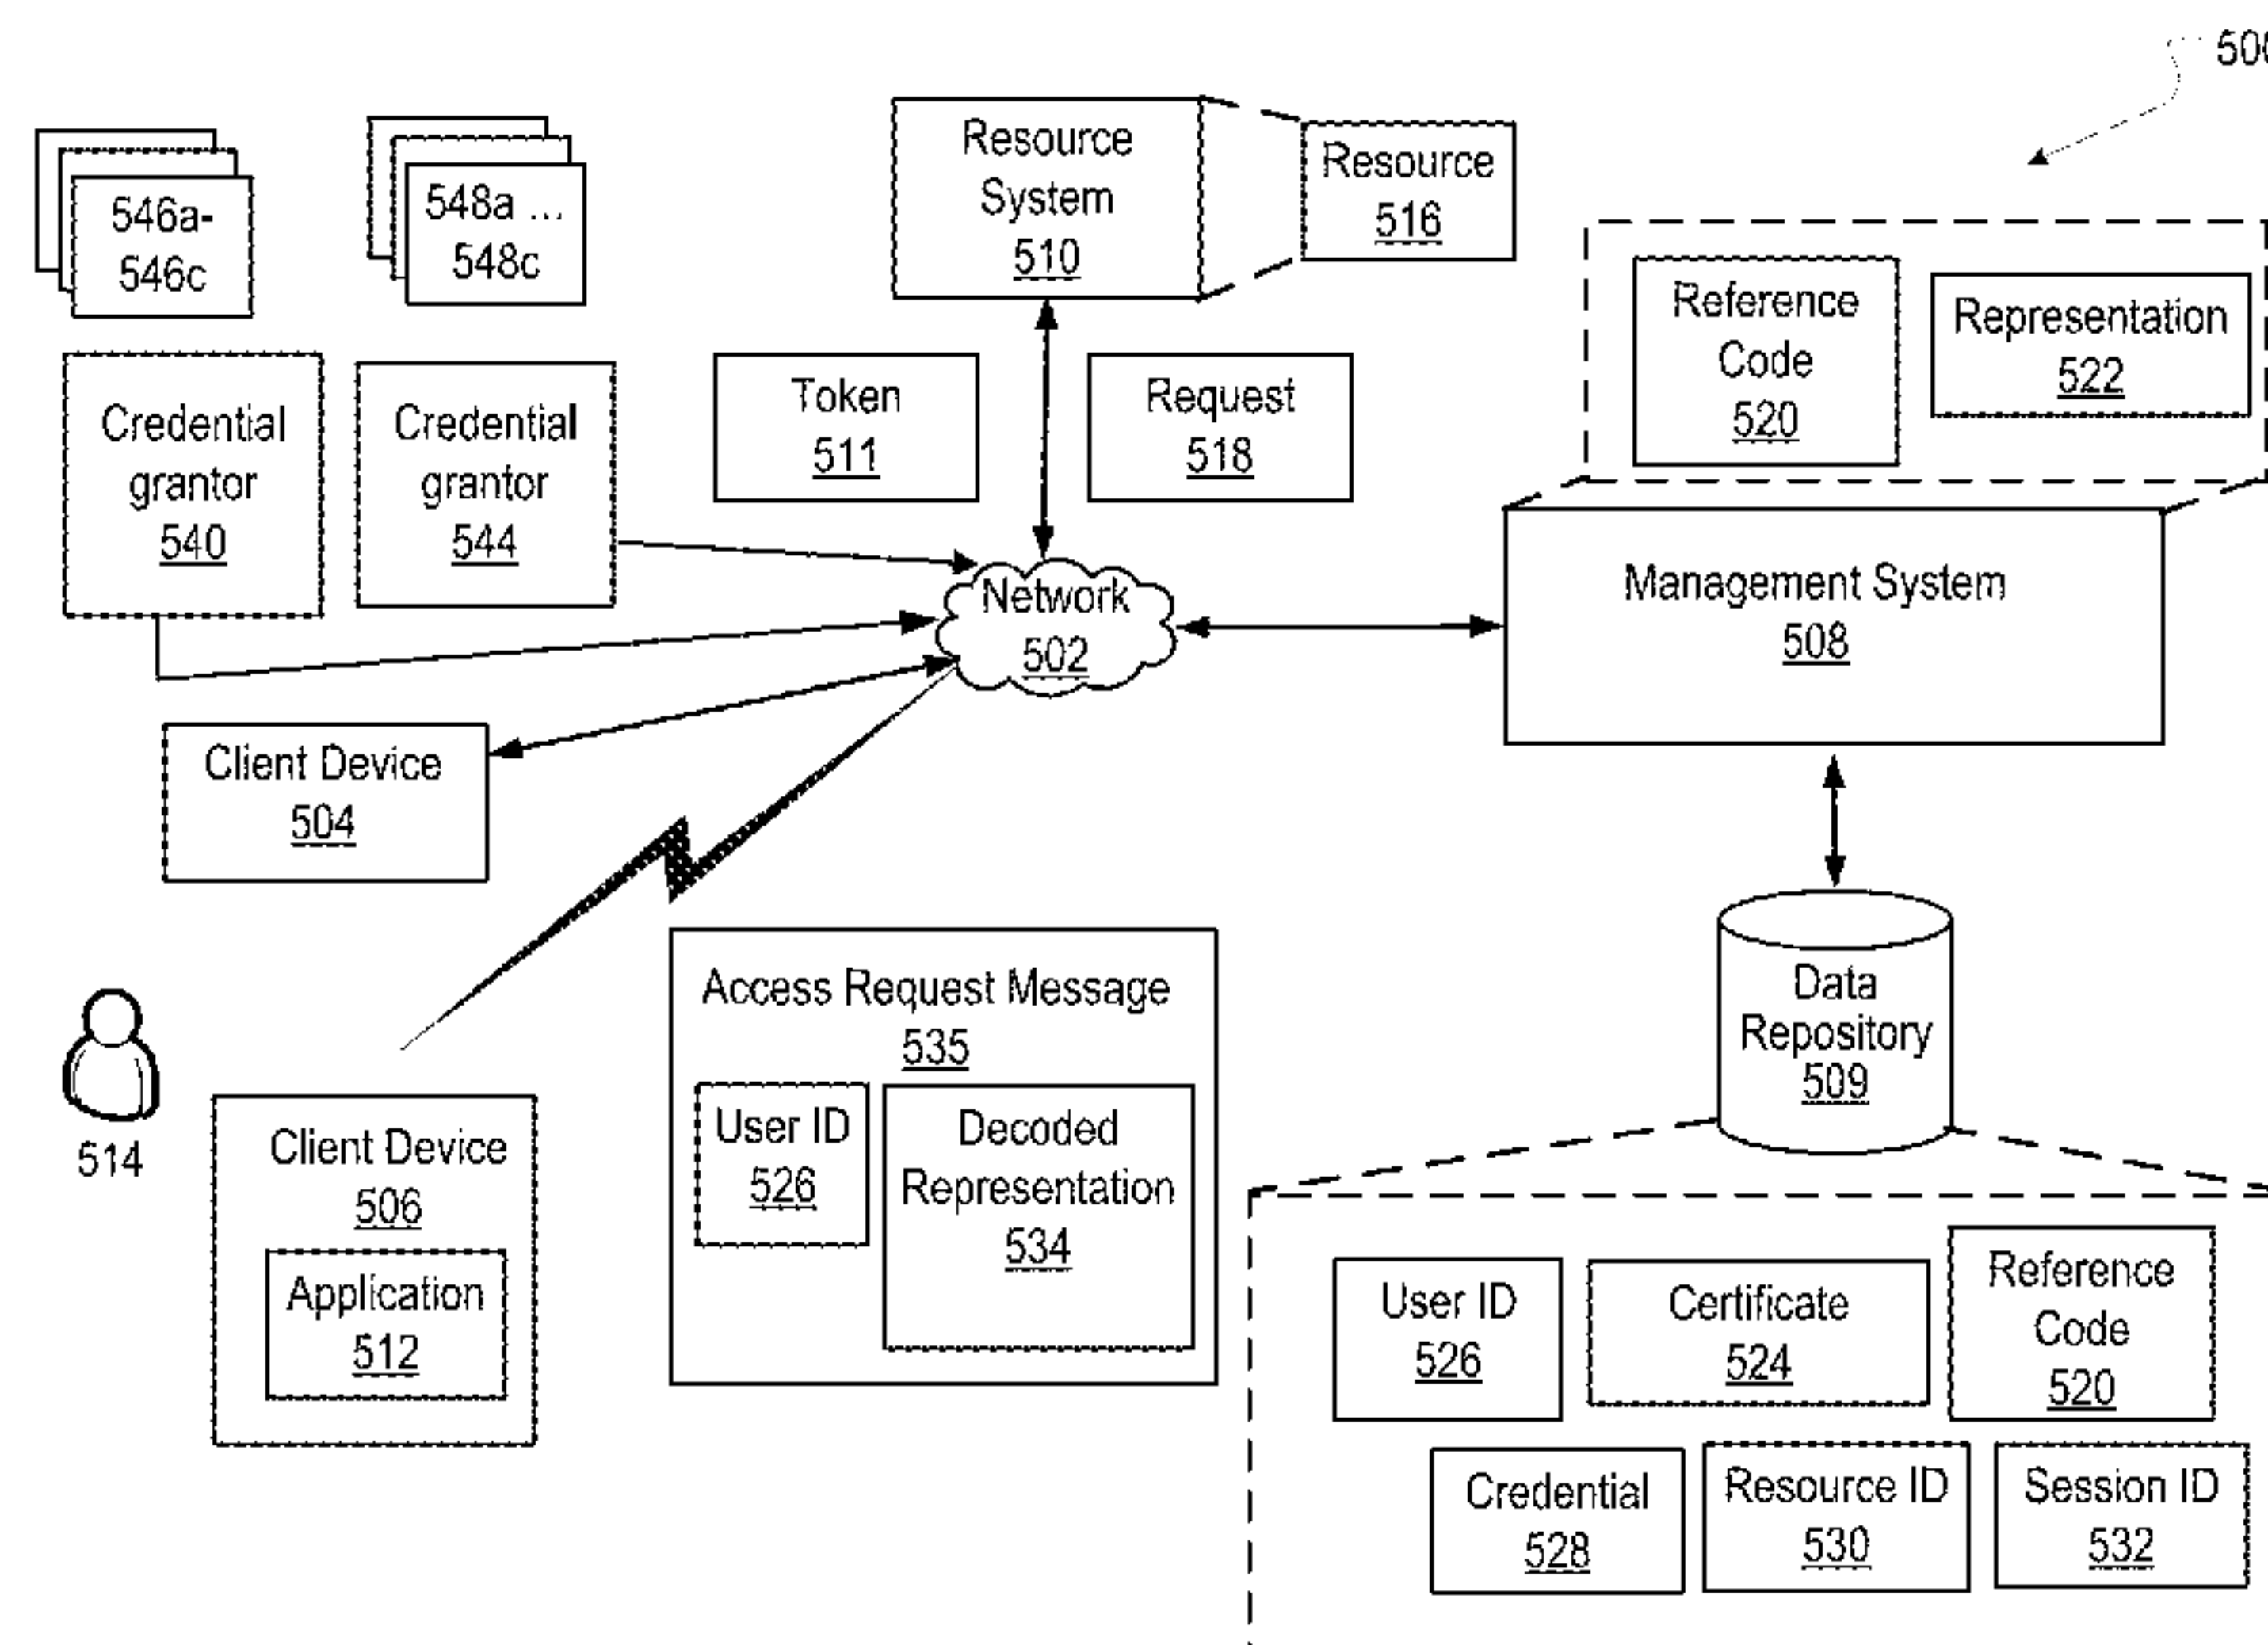 500
546a-
546c
548a ...
548c
Resource
System
510
Resource
516
Reference
Code
520
Representation
522
Credential
grantor
540
Credential
grantor
544
Token
511
Request
518
Network
502
Management System
508
Client Device
504
Data
Repository
509
514
Client Device
506
Application
512
Access Request Message
535
User ID
526
Decoded
Representation
534
User ID
526
Certificate
524
Reference
Code
520
Credential
528
Resource ID
530
Session ID
532